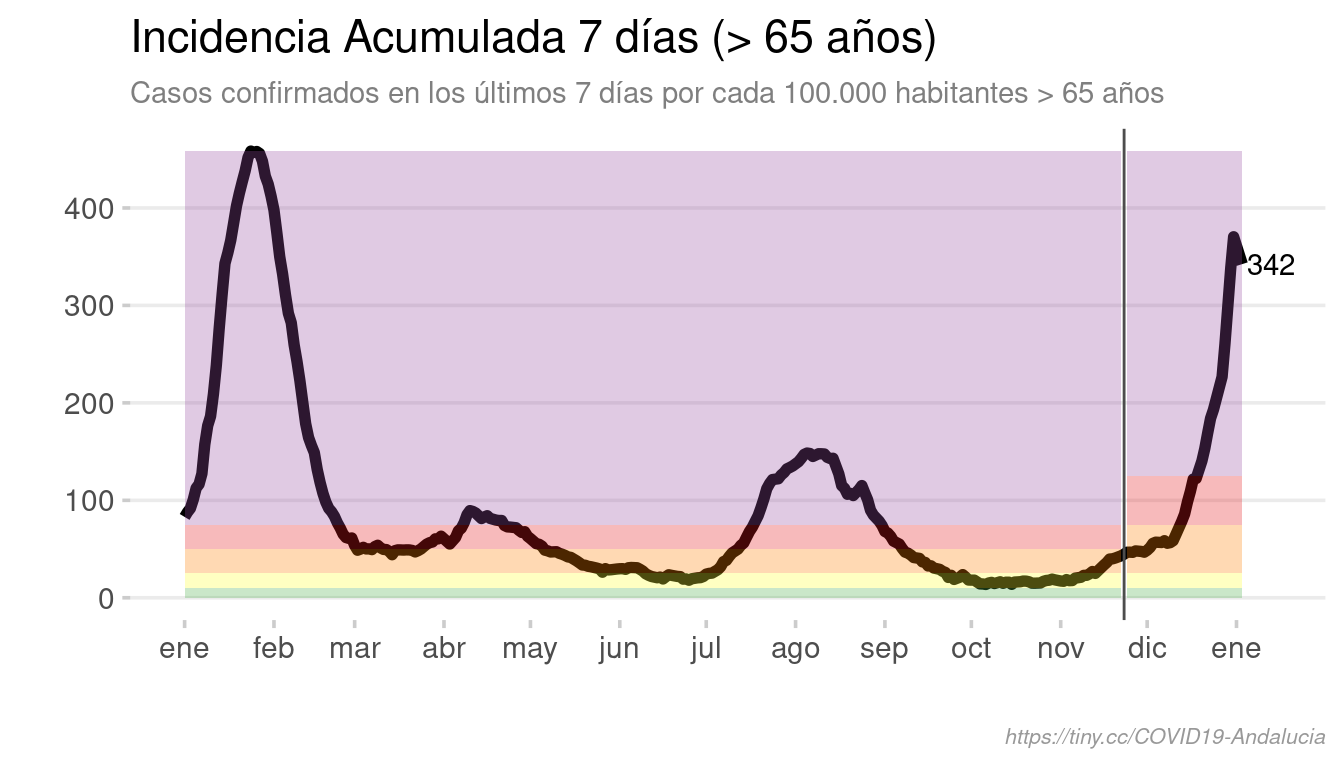 Incidencia Acumulada 7 días (> 65 años)
Casos confirmados en los últimos 7 días por cada 100.000 habitantes > 65 años
400
300
200
100
0
342
ene feb mar abr may jun jul ago sep oct nov dic ene
https://tiny.cc/COVID19-Andalucia